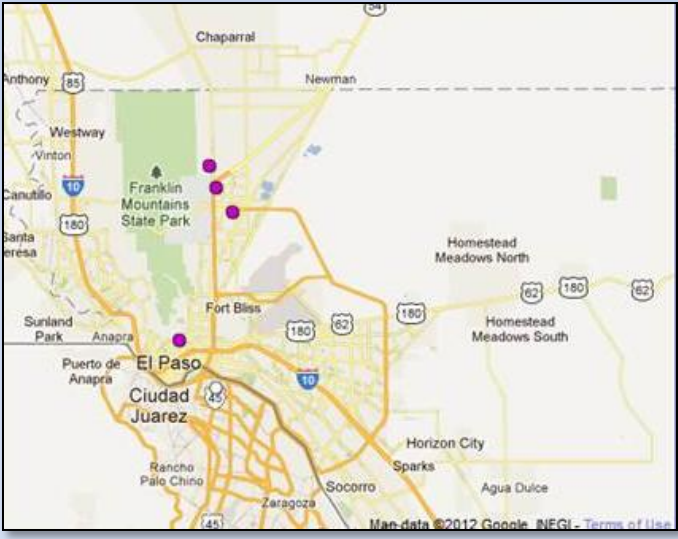 54
Chaparral
Anthony
85
Newman
Westway
Vinton
10
Franklin
Mountains
State Park
Canutillo
180
Santa
eresa
Homestead
Meadows North
62
180
62
Fort Bliss
180
62
180
Sunland
Park
Anapra
Homestead
Meadows South
Puerto de
Anapra
El Paso
10
Ciudad
Juarez
45
Horizon City
Sparks
Rancho
Palo Chino
Socorro
Agua Dulce
Zaragoza
45
Map data ©2012 Google, INEGI - Terms of Use